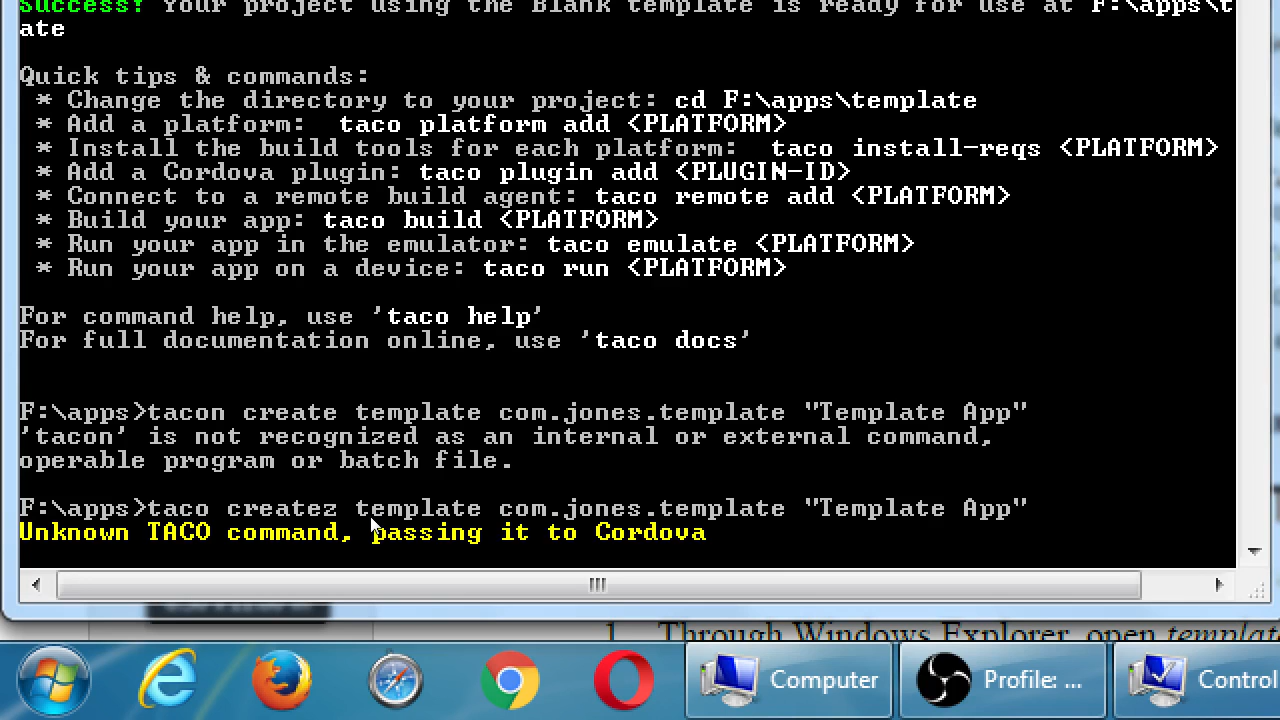 Success! Your project using the Blank template is ready for use at F:\apps\t
ate
Quick tips & commands:
* Change the directory to your project: cd F:\apps\template
* Add a platform:  taco platform add <PLATFORM>
* Install the build tools for each platform:  taco install-reqs <PLATFORM>
* Add a Cordova plugin: taco plugin add <PLUGIN-ID>
* Connect to a remote build agent: taco remote add <PLATFORM>
* Build your app: taco build <PLATFORM>
* Run your app in the emulator: taco emulate <PLATFORM>
* Run your app on a device: taco run <PLATFORM>
For command help, use 'taco help'
For full documentation online, use 'taco docs'
F:\apps>tacon create template com.jones.template "Template App"
'tacon' is not recognized as an internal or external command,
operable program or batch file.
F:\apps>taco createz template com.jones.template "Template App"
Unknown TACO command, passing it to Cordova
1. Through Windows Explorer, open templat
Computer
Profile: ...
Control